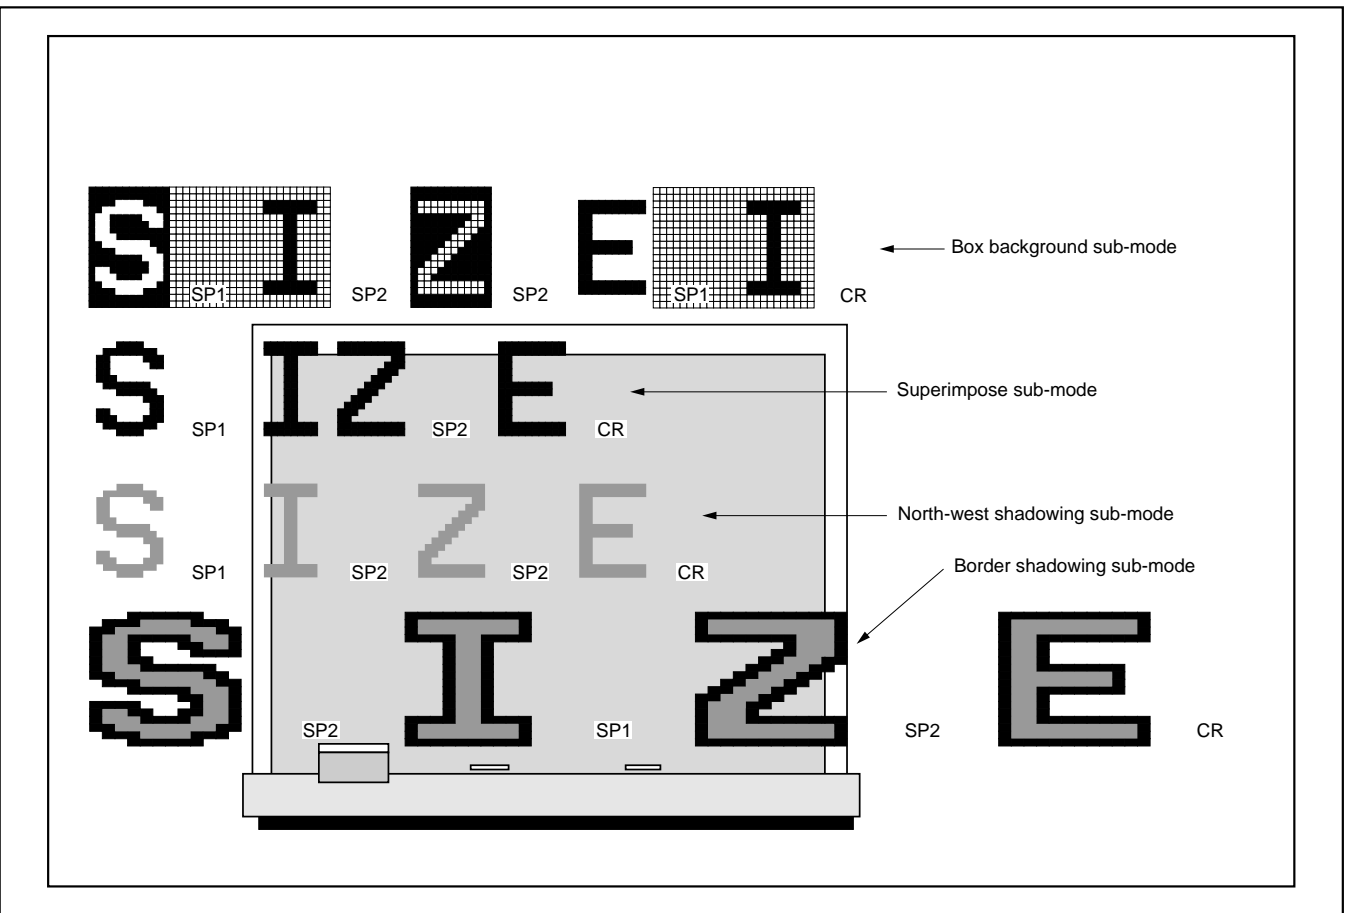 S SP1 I SP2 Z SP2 E SP1 I CR
Box background sub-mode
S SP1 IZ SP2 E CR
Superimpose sub-mode
S SP1 I SP2 Z SP2 E CR
North-west shadowing sub-mode
Border shadowing sub-mode
S SP2 I SP1 Z SP2 E CR